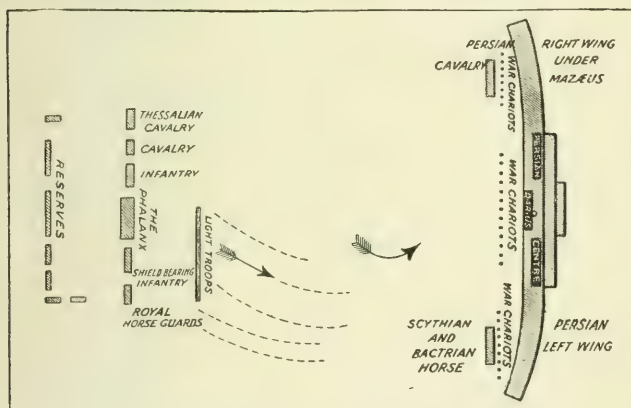 THESSALIAN
CAVALRY
CAVALRY
INFANTRY
RESERVES
THE
PHALANX
LIGHT TROOPS
SHIELD BEARING
INFANTRY
ROYAL
HORSE GUARDS
PERSIAN
CAVALRY
WAR CHARIOTS
RIGHT WING
UNDER
MAZÆUS
WAR CHARIOTS
PERSIAN
DARIUS
CENTRE
SCYTHIAN
AND
BACTRIAN
HORSE
WAR CHARIOTS
PERSIAN
LEFT WING